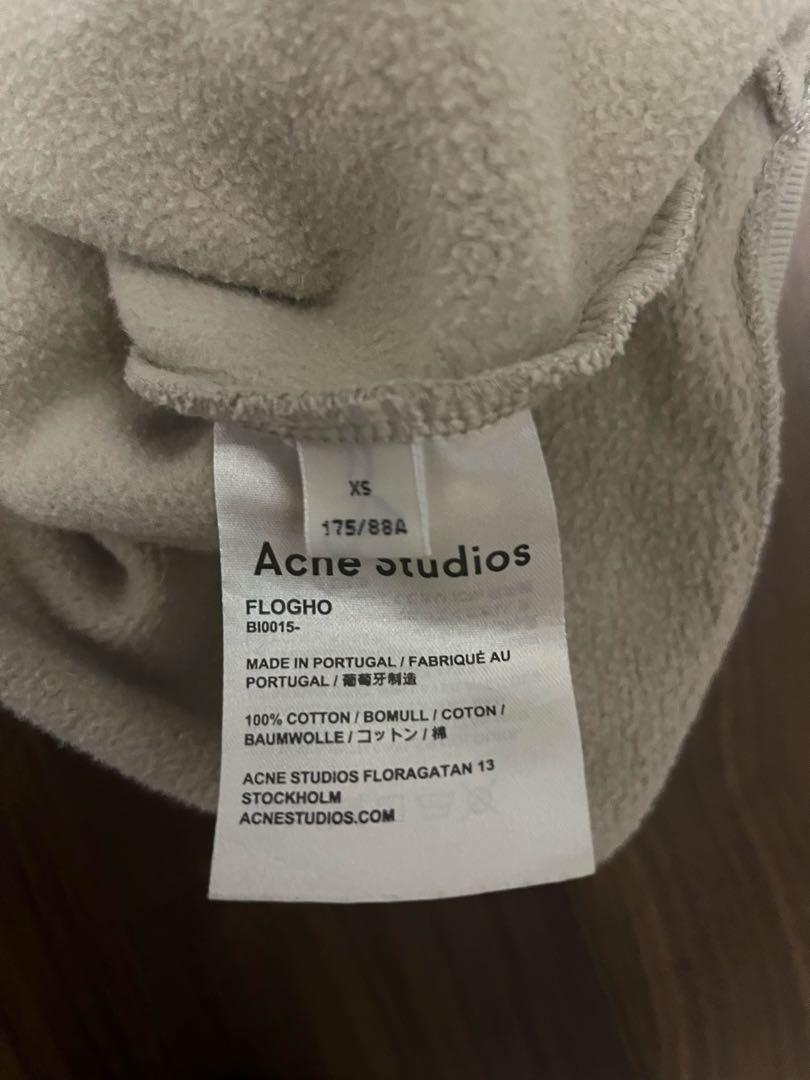 XS
175/88A
Acne Studios
FLOGHO
BI0015-
MADE IN PORTUGAL / FABRIQUÉ AU
PORTUGAL / 葡萄牙制造
100% COTTON / BOMULL / COTON /
BAUMWOLLE / コットン / 棉
ACNE STUDIOS FLORAGATAN 13
STOCKHOLM
ACNESTUDIOS.COM